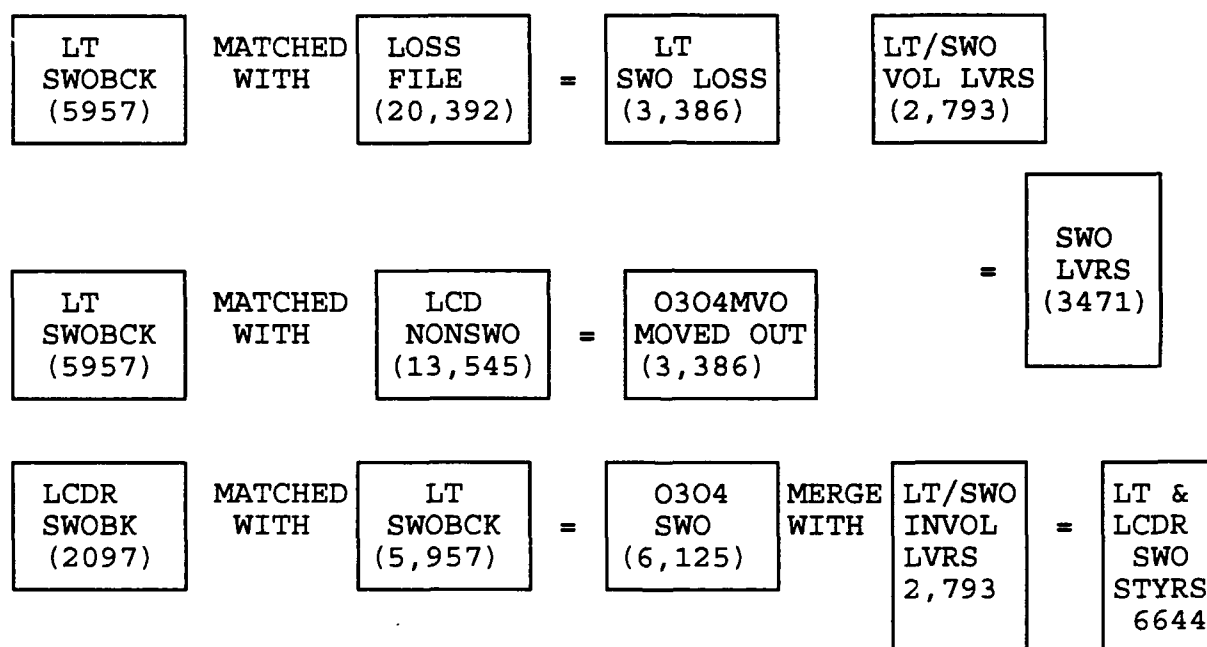 LT
SWOBCK
(5957)
MATCHED
WITH
LOSS
FILE
(20,392)
=
LT
SWO LOSS
(3,386)
LT/SWO
VOL LVRS
(2,793)
=
SWO
LVRS
(3471)
LT
SWOBCK
(5957)
MATCHED
WITH
LCD
NONSWO
(13,545)
=
O3O4MVO
MOVED OUT
(3,386)
LCDR
SWOBK
(2097)
MATCHED
WITH
LT
SWOBCK
(5,957)
=
O3O4
SWO
(6,125)
MERGE
WITH
LT/SWO
INVOL
LVRS
2,793
=
LT &
LCDR
SWO
STYRS
6644